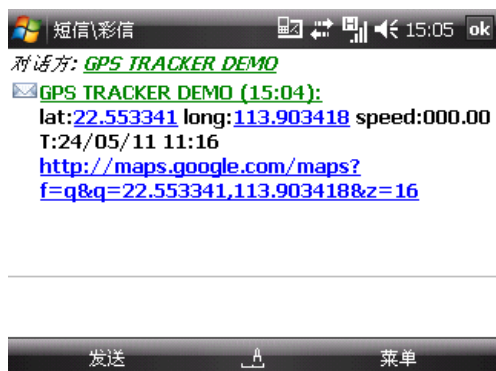 短信\彩信 15:05 ok
对话方: GPS TRACKER DEMO
GPS TRACKER DEMO (15:04):
lat:22.553341 long:113.903418 speed:000.00
T:24/05/11 11:16
http://maps.google.com/maps?
f=q&q=22.553341,113.903418&z=16
发送 A 菜单